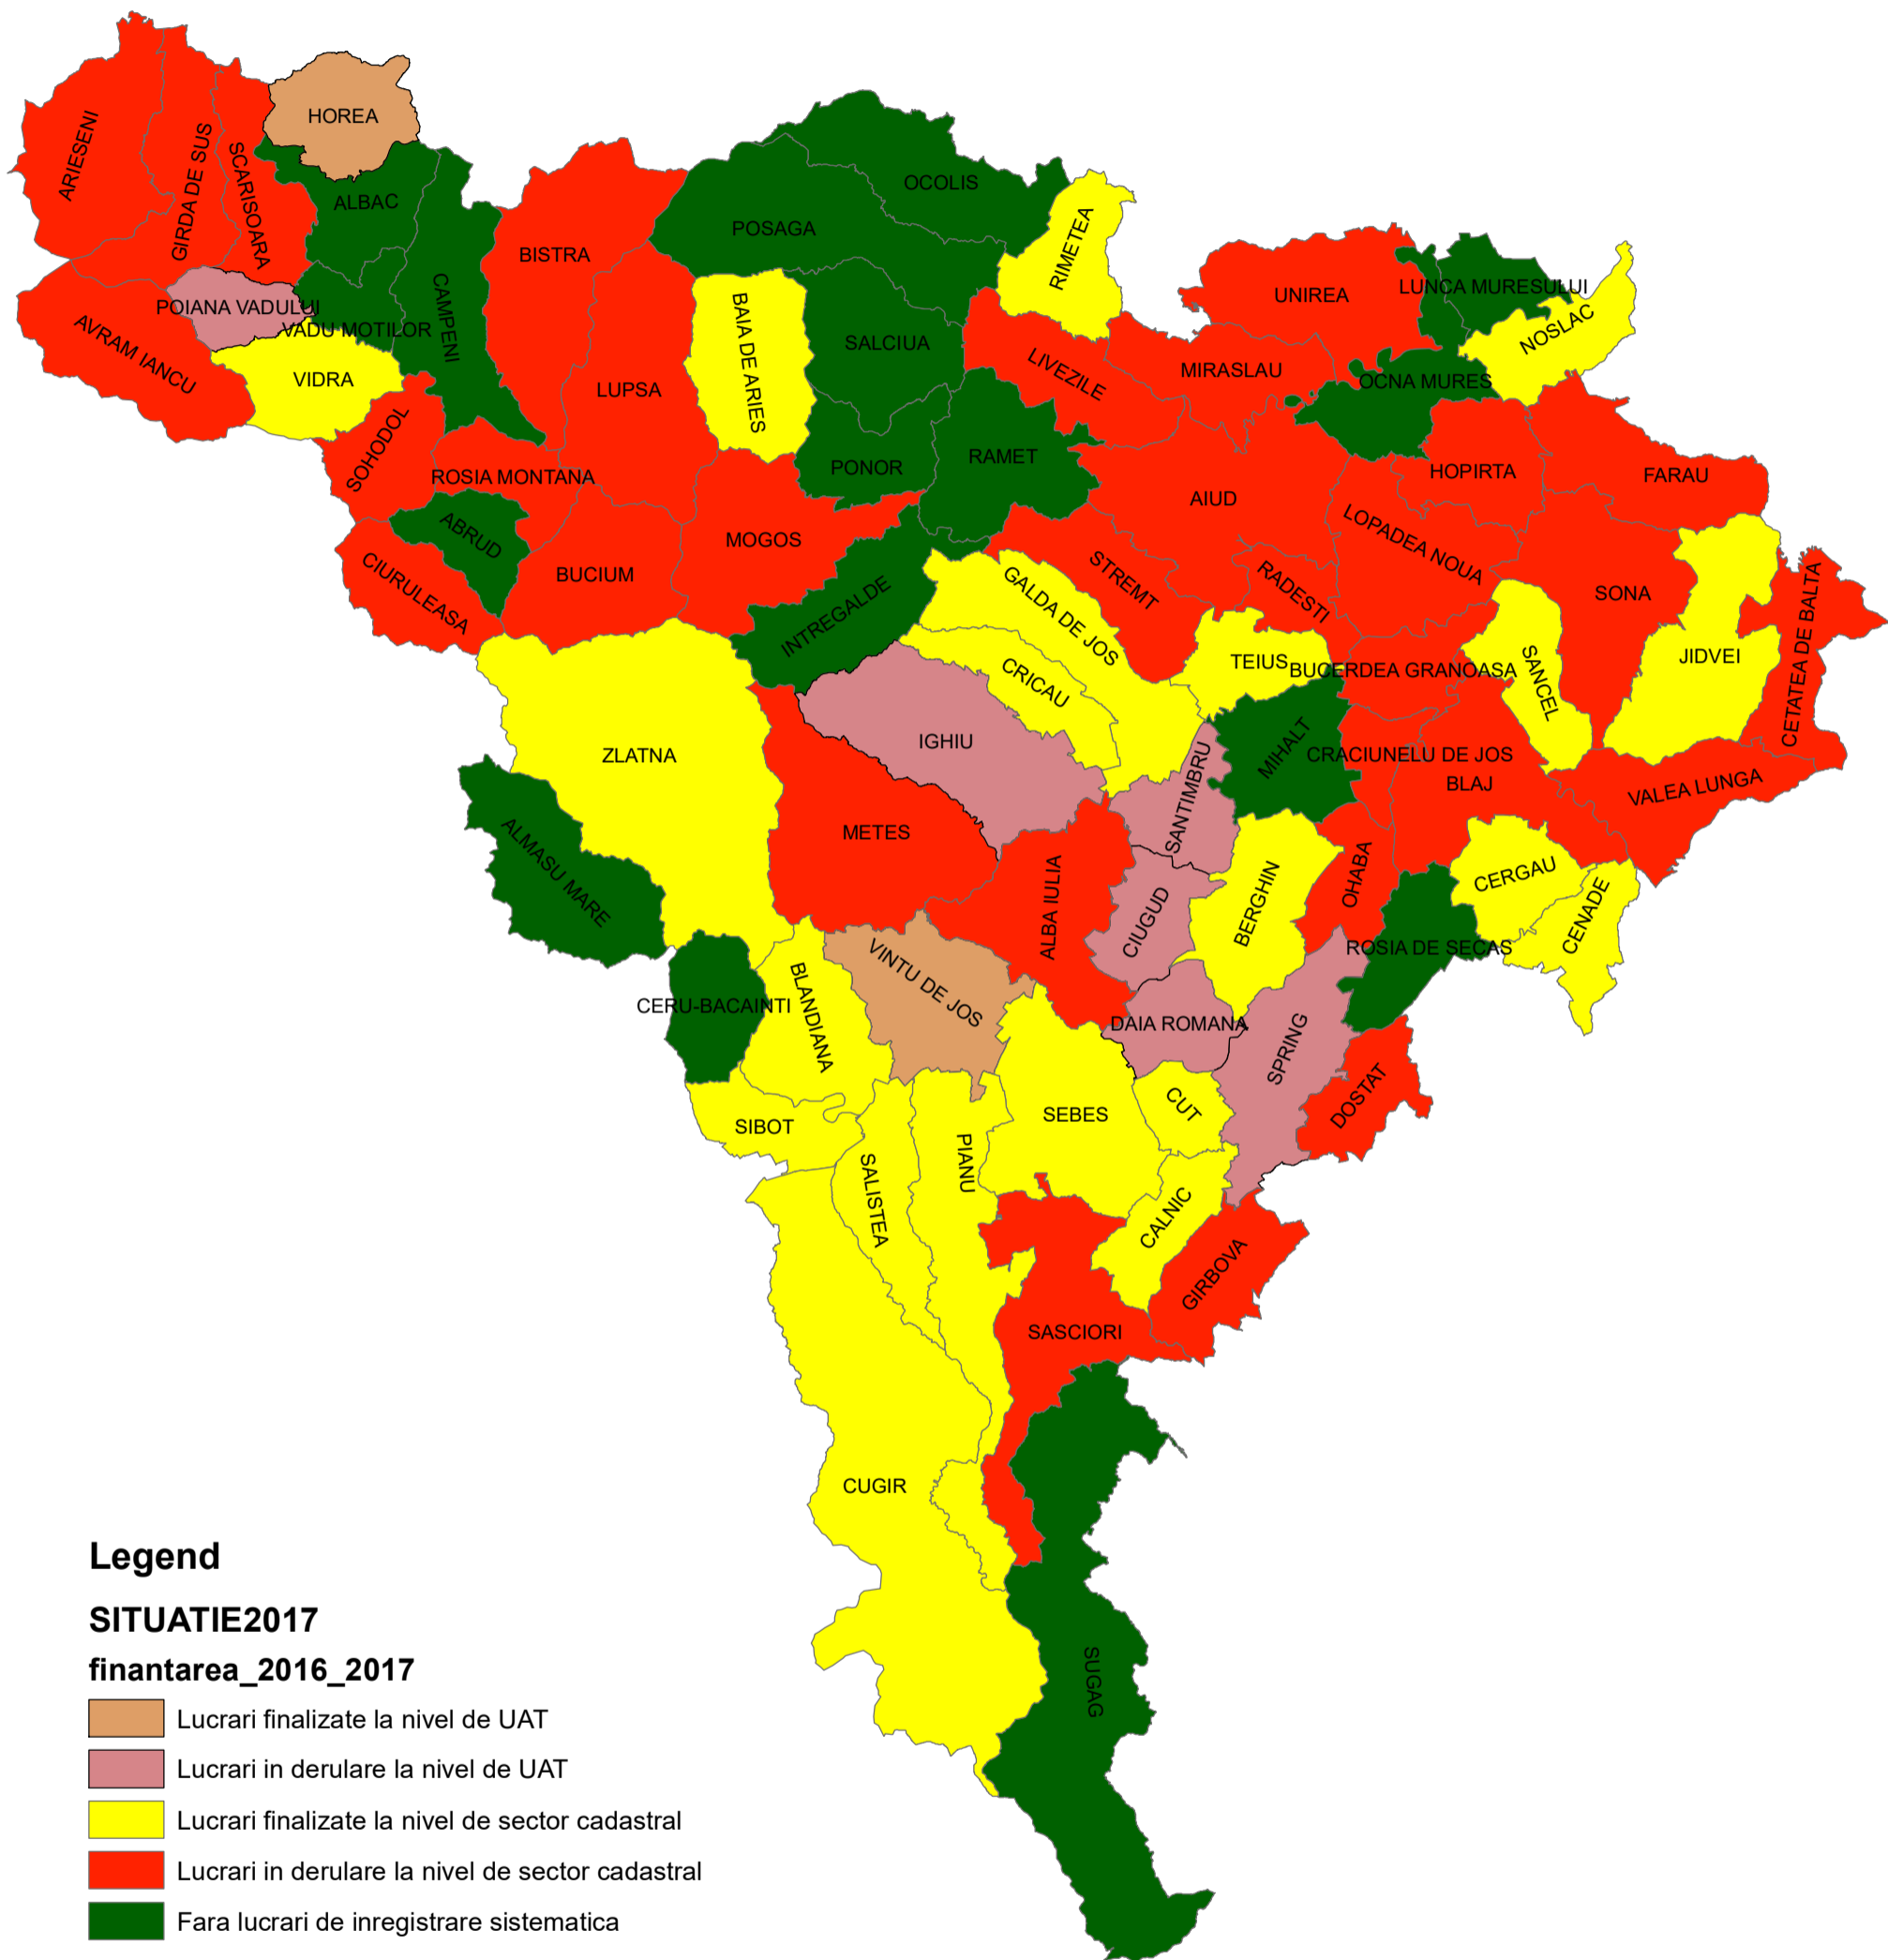 HOREA
ARIESENI
GIRDA DE SUS
SCARISOARA
ALBAC
OCOLIS
POSAGA
RIMETEA
BISTRA
CAMPENI
UNIREA
LUNCA MURESULUI
POIANA VADULUI
VADU MOTILOR
AVRAM IANCU
NOSLAC
BAIA DE ARIES
SALCIUA
LIVEZILE
MIRASLAU
OCNA MURES
VIDRA
LUPSA
SOHODOL
ROSIA MONTANA
PONOR
RAMET
HOPIRTA
FARAU
AIUD
ABRUD
MOGOS
LOPADEA NOUA
CIURULEASA
BUCIUM
STREMT
RADESTI
SONA
INTREGALDE
GALDA DE JOS
CRICAU
TEIUS
BUCERDEA GRANOASA
SANCEL
JIDVEI
CETATEA DE BALTA
ZLATNA
IGHIU
MIHALT
CRACIUNELU DE JOS
BLAJ
VALEA LUNGA
SANTIMBRU
METES
ALMASU MARE
ALBA IULIA
CIUGUD
BERGHIN
OHABA
CERGAU
CENADE
ROSIA DE SECAS
VINTU DE JOS
CERU-BACAINTI
BLANDIANA
DAIA ROMANA
SPRING
DOSTAT
CUT
SEBES
SIBOT
PIANU
SALISTEA
CALNIC
GIRBOVA
SASCIORI
CUGIR
SUGAG
Legend
SITUATIE2017
finantarea_2016_2017
Lucrari finalizate la nivel de UAT
Lucrari in derulare la nivel de UAT
Lucrari finalizate la nivel de sector cadastral
Lucrari in derulare la nivel de sector cadastral
Fara lucrari de inregistrare sistematica